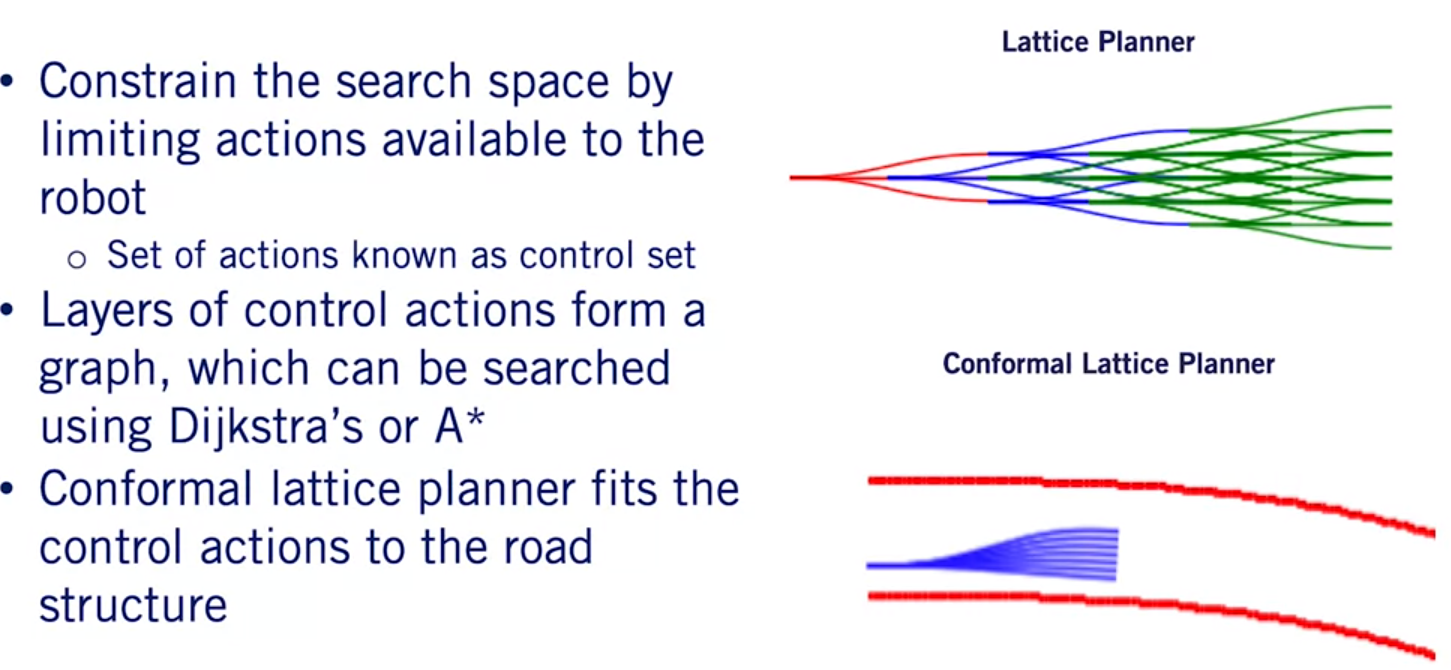 • Constrain the search space by
limiting actions available to the
robot
○ Set of actions known as control set
• Layers of control actions form a
graph, which can be searched
using Dijkstra’s or A*
• Conformal lattice planner fits the
control actions to the road
structure
Lattice Planner
Conformal Lattice Planner